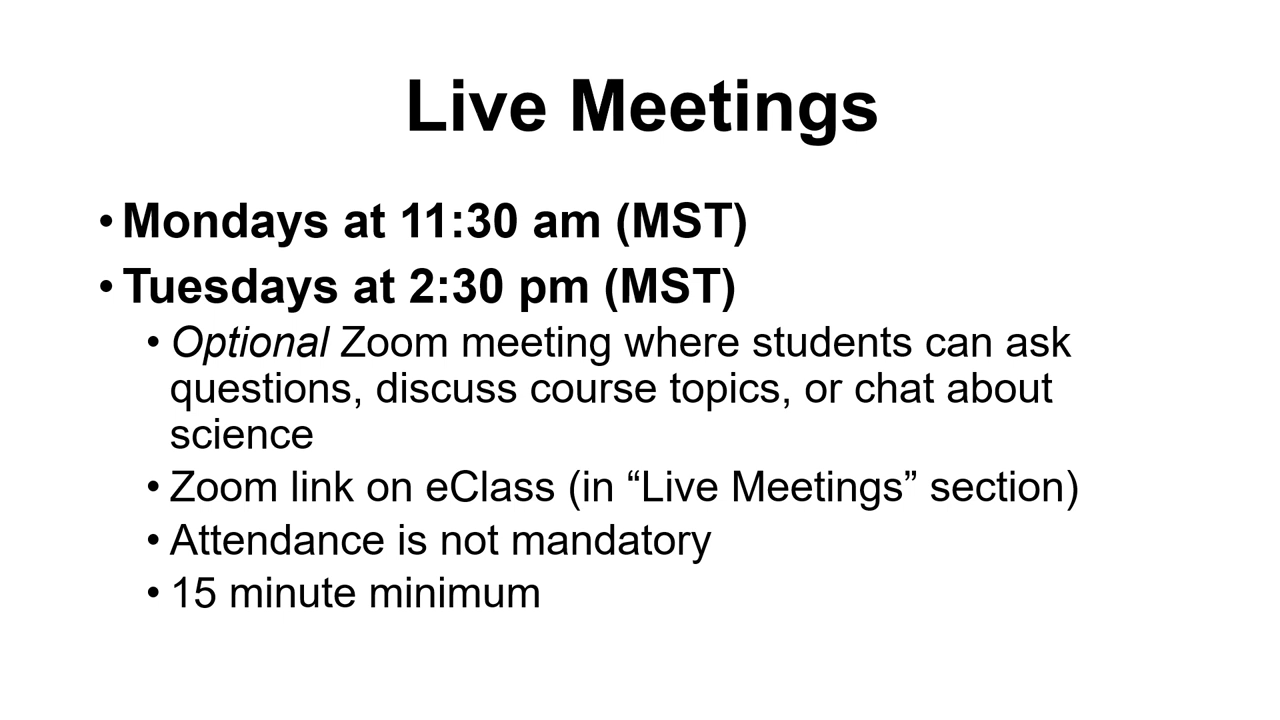 Live Meetings
• Mondays at 11:30 am (MST)
• Tuesdays at 2:30 pm (MST)
• Optional Zoom meeting where students can ask
questions, discuss course topics, or chat about
science
• Zoom link on eClass (in “Live Meetings” section)
• Attendance is not mandatory
• 15 minute minimum